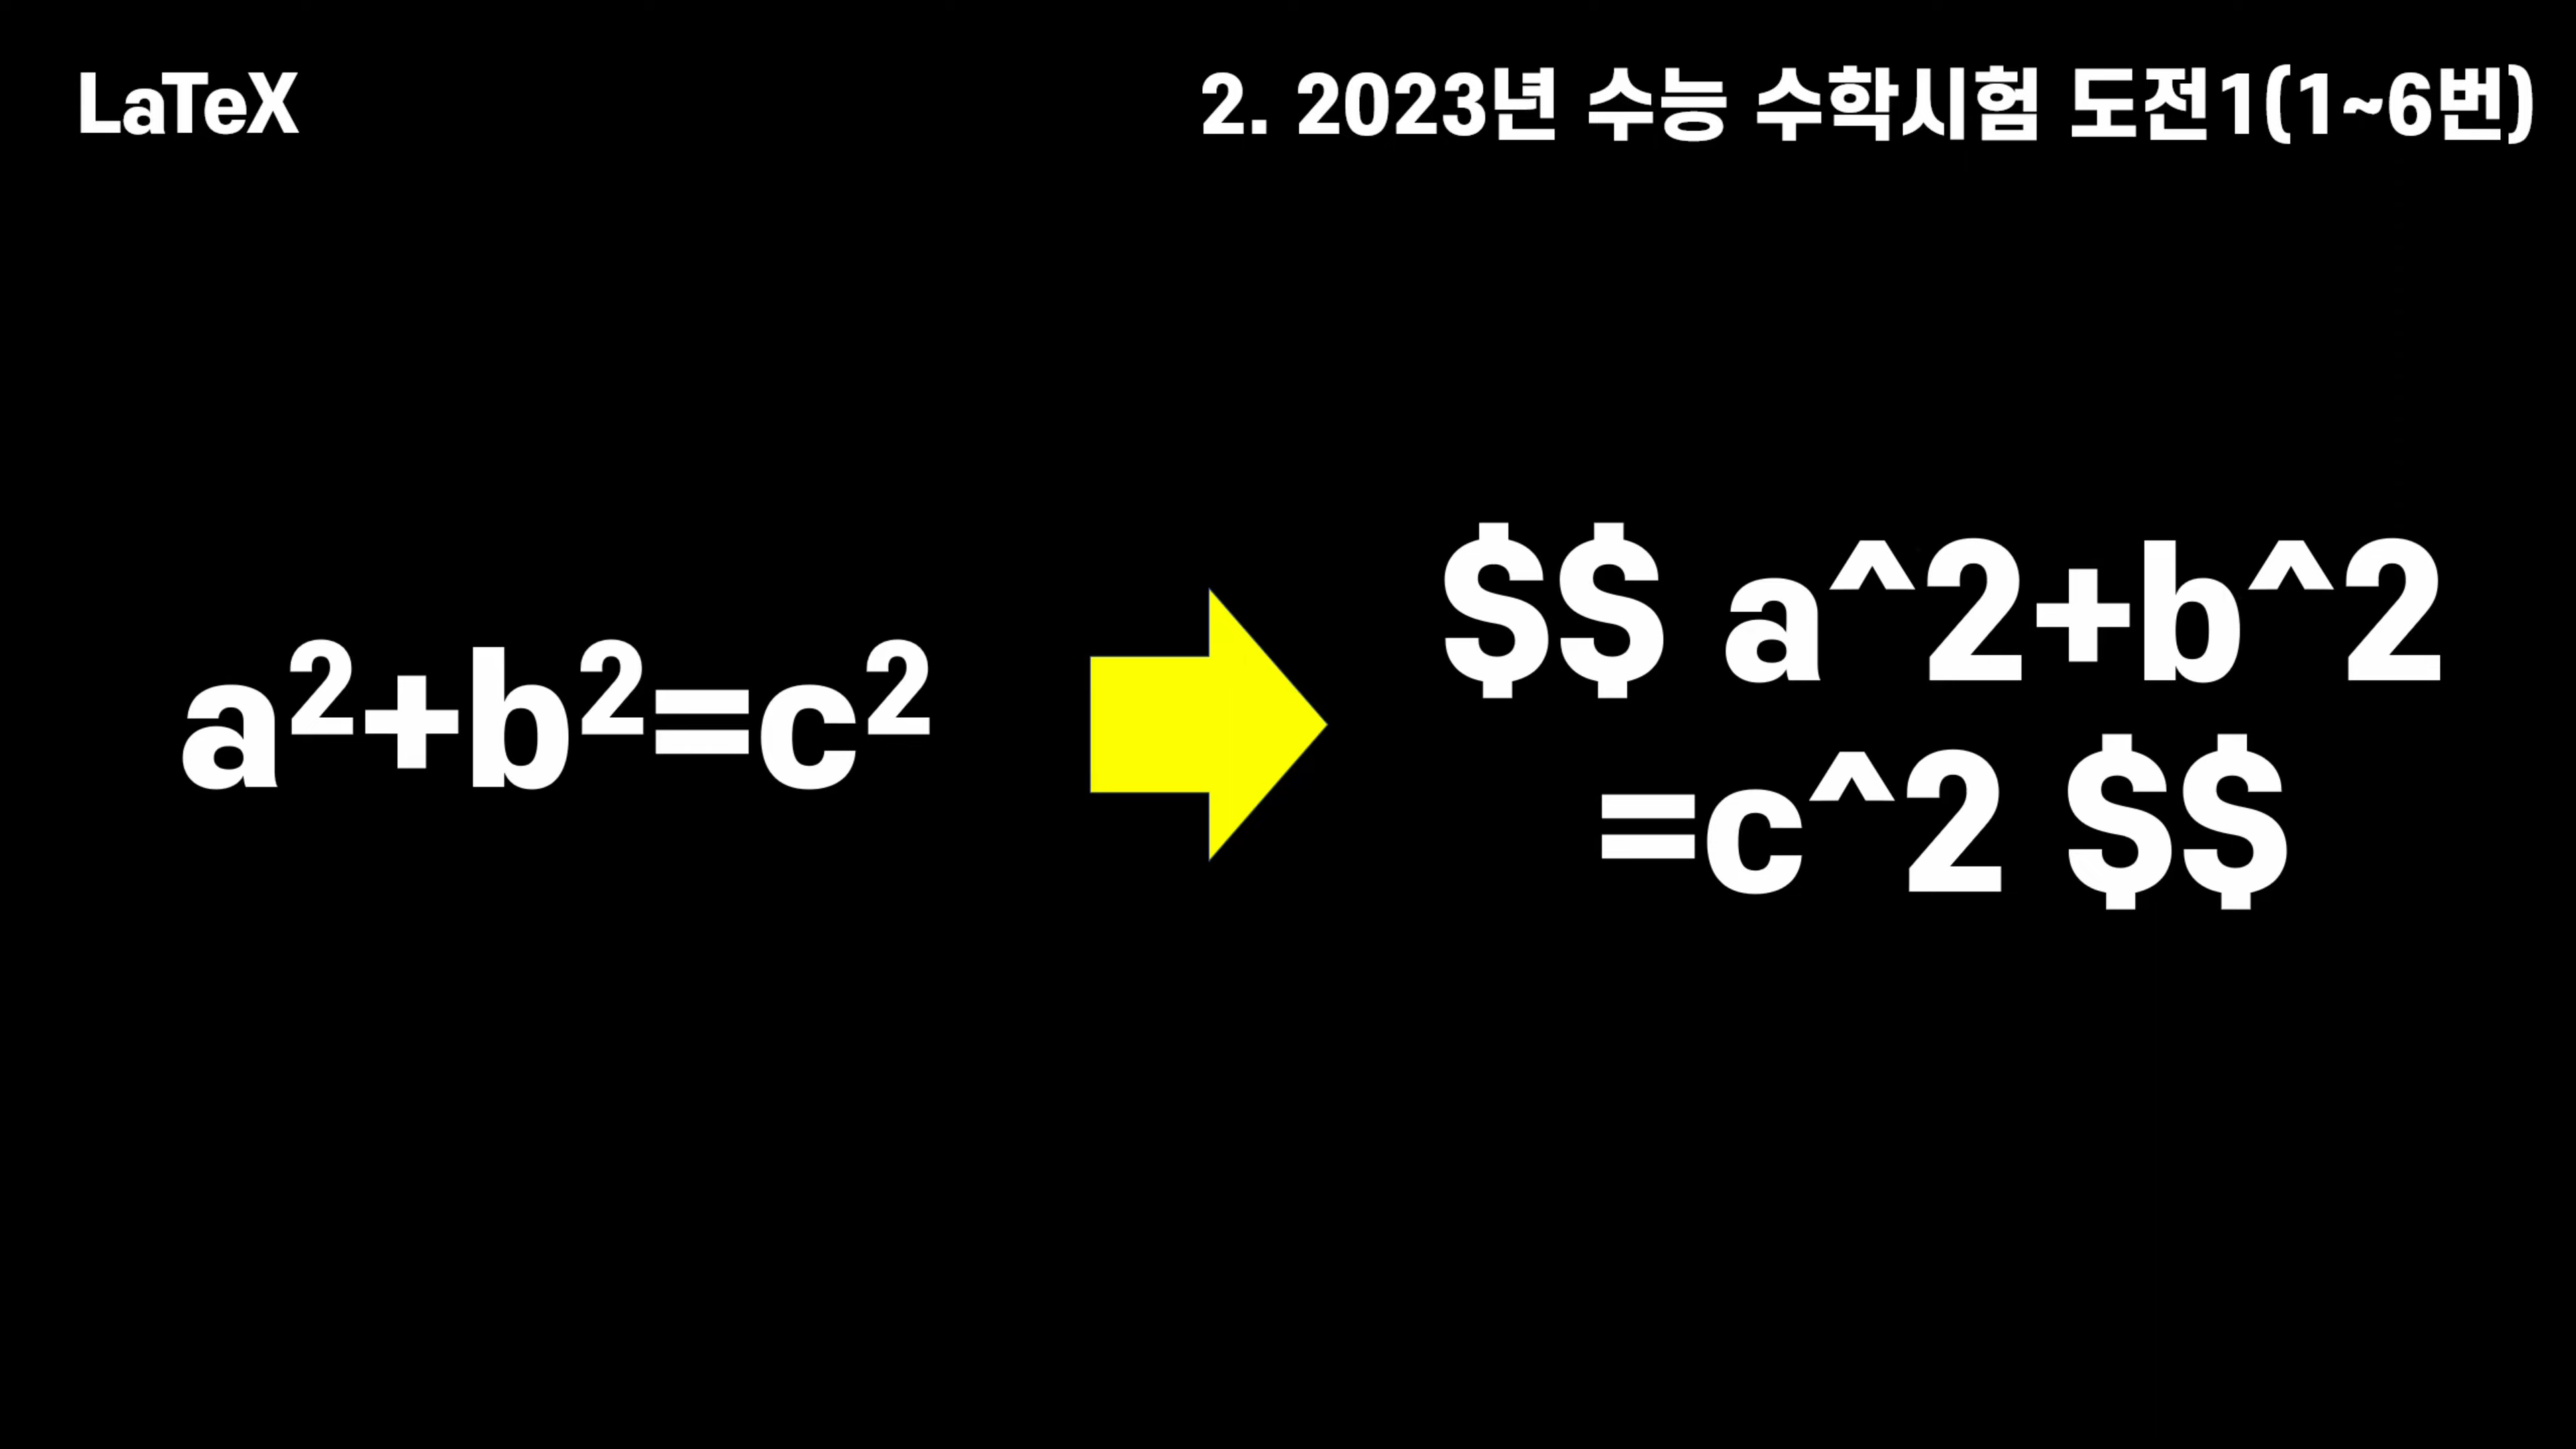 LaTeX
2. 2023년 수능 수학시험 도전1(1~6번)
a²+b²=c²
$$ a^2+b^2
=c^2 $$